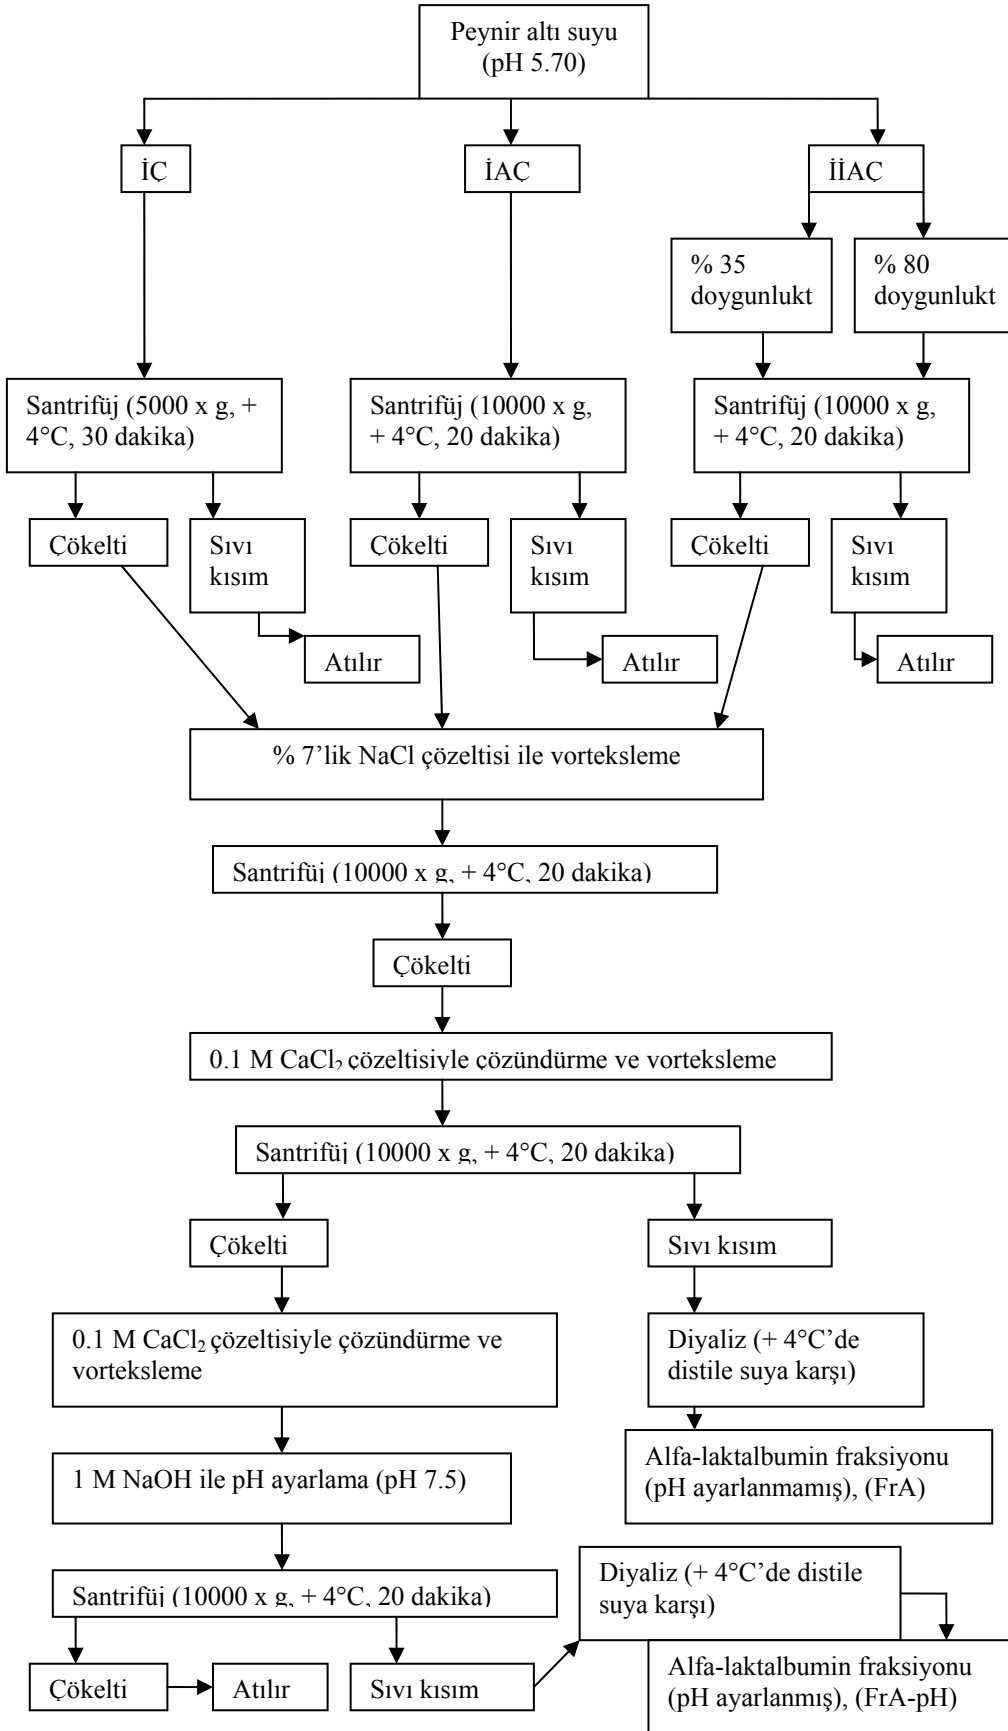 Peynir altı suyu
(pH 5.70)
İÇ
İAÇ
İİAÇ
% 35
doygunlukt
% 80
doygunlukt
Santrifüj (5000 x g, +
4°C, 30 dakika)
Santrifüj (10000 x g,
+ 4°C, 20 dakika)
Santrifüj (10000 x g,
+ 4°C, 20 dakika)
Çökelti
Sıvı
kısım
Çökelti
Sıvı
kısım
Çökelti
Sıvı
kısım
Atılır
Atılır
Atılır
% 7’lik NaCl çözeltisi ile vorteksleme
Santrifüj (10000 x g, + 4°C, 20 dakika)
Çökelti
0.1 M CaCl₂ çözeltisiyle çözündürme ve vorteksleme
Santrifüj (10000 x g, + 4°C, 20 dakika)
Çökelti
Sıvı kısım
0.1 M CaCl₂ çözeltisiyle çözündürme ve
vorteksleme
Diyaliz (+ 4°C’de
distile suya karşı)
1 M NaOH ile pH ayarlama (pH 7.5)
Alfa-laktalbumin fraksiyonu
(pH ayarlanmamış), (FrA)
Santrifüj (10000 x g, + 4°C, 20 dakika)
Diyaliz (+ 4°C’de distile
suya karşı)
Çökelti
Atılır
Sıvı kısım
Alfa-laktalbumin fraksiyonu
(pH ayarlanmış), (FrA-pH)